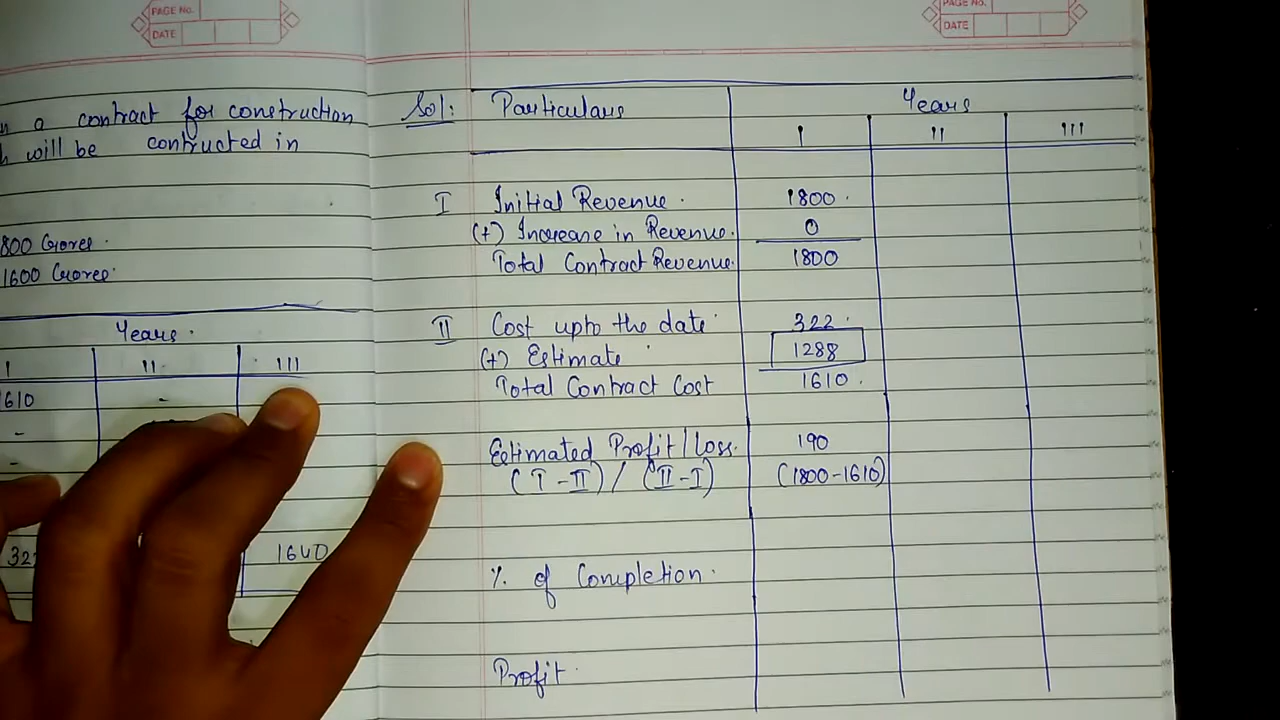 PAGE No.
DATE
a contract for construction
will be contructed in
800 Crores.
1600 Crores.
Years.
I II III
1610 -
-
-
32 1640
PAGE No.
DATE
Sol: Particulars Years
I II III
I Initial Revenue. 1800.
(+) Increase in Revenue. 0
Total Contract Revenue. 1800
II Cost upto the date 322.
(+) Estimate 1288
Total Contract Cost 1610.
Estimated Profit/Loss. 190
(I-II)/(II-I) (1800-1610)
% of Completion.
Profit.